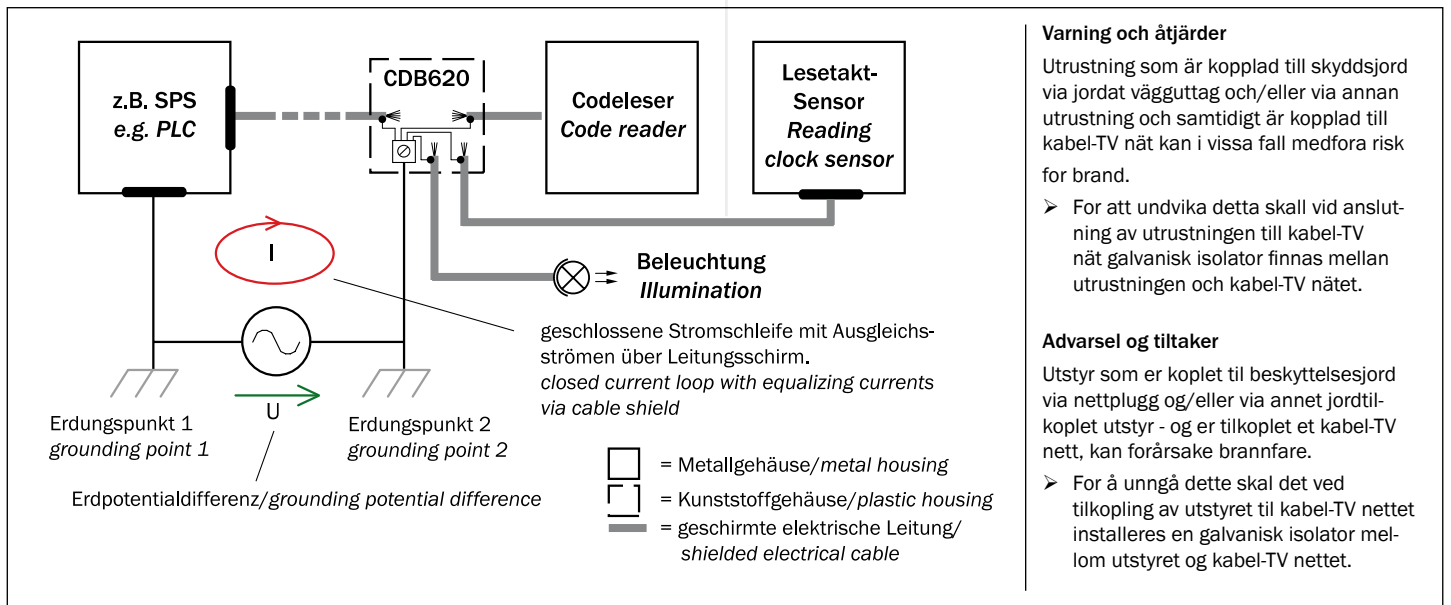 z.B. SPS
e.g. PLC
CDB620
Codeleser
Code reader
Lesetakt-
Sensor
Reading
clock sensor
I
Beleuchtung
Illumination
geschlossene Stromschleife mit Ausgleichs-
strömen über Leitungsschirm.
closed current loop with equalizing currents
via cable shield
U
Erdungspunkt 1
grounding point 1
Erdungspunkt 2
grounding point 2
Erdpotentialdifferenz/grounding potential difference
= Metallgehäuse/metal housing
= Kunststoffgehäuse/plastic housing
= geschirmte elektrische Leitung/
shielded electrical cable
Varning och åtjärder
Utrustning som är kopplad till skyddsjord
via jordat vägguttag och/eller via annan
utrustning och samtidigt är kopplad till
kabel-TV nät kan i vissa fall medfora risk
for brand.
➢ For att undvika detta skall vid anslut-
ning av utrustningen till kabel-TV
nät galvanisk isolator finnas mellan
utrustningen och kabel-TV nätet.
Advarsel og tiltaker
Utstyr som er koplet til beskyttelsesjord
via nettplugg og/eller via annet jordtil-
koplet utstyr - og er tilkoplet et kabel-TV
nett, kan forårsake brannfare.
➢ For å unngå dette skal det ved
tilkopling av utstyret til kabel-TV nettet
installeres en galvanisk isolator mel-
lom utstyret og kabel-TV nettet.